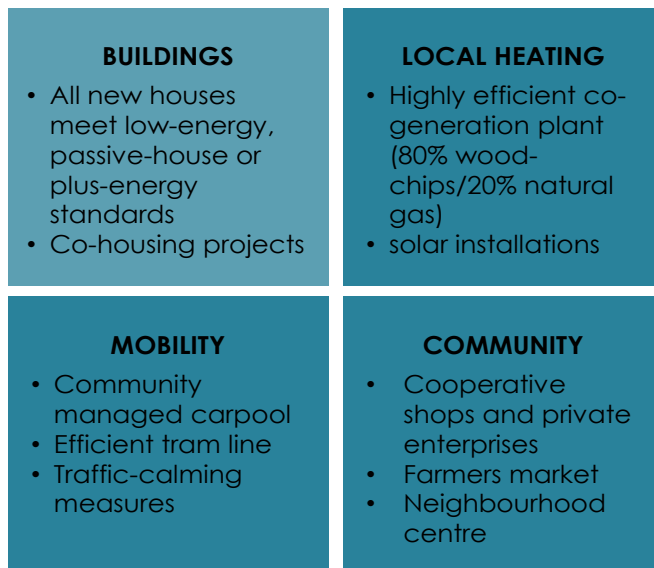 BUILDINGS
• All new houses
meet low-energy,
passive-house or
plus-energy
standards
• Co-housing projects
LOCAL HEATING
• Highly efficient co-
generation plant
(80% wood-
chips/20% natural
gas)
• solar installations
MOBILITY
• Community
managed carpool
• Efficient tram line
• Traffic-calming
measures
COMMUNITY
• Cooperative
shops and private
enterprises
• Farmers market
• Neighbourhood
centre